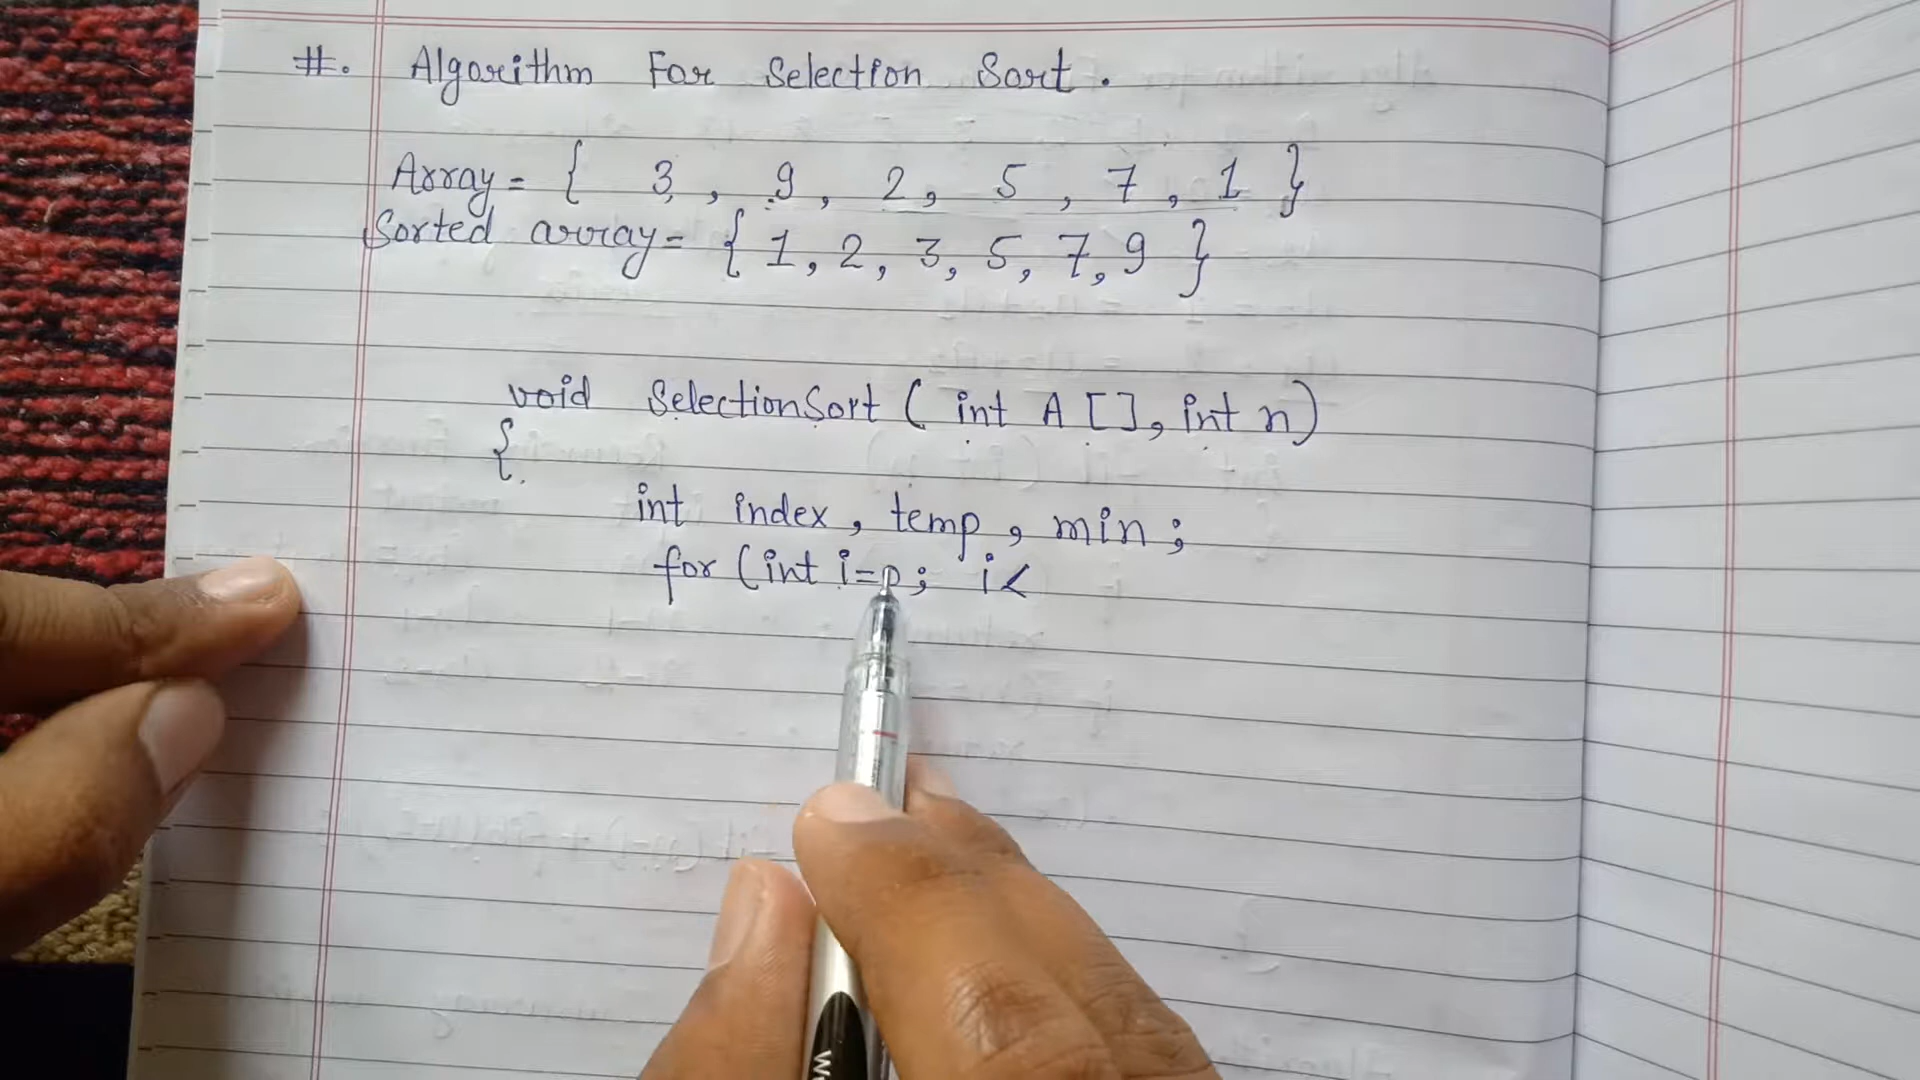 #. Algorithm For Selection Sort.
Array = { 3, 9, 2, 5, 7, 1 }
Sorted array = { 1, 2, 3, 5, 7, 9 }
void SelectionSort ( int A [], int n)
{
int index, temp, min;
for (int i=0; i<